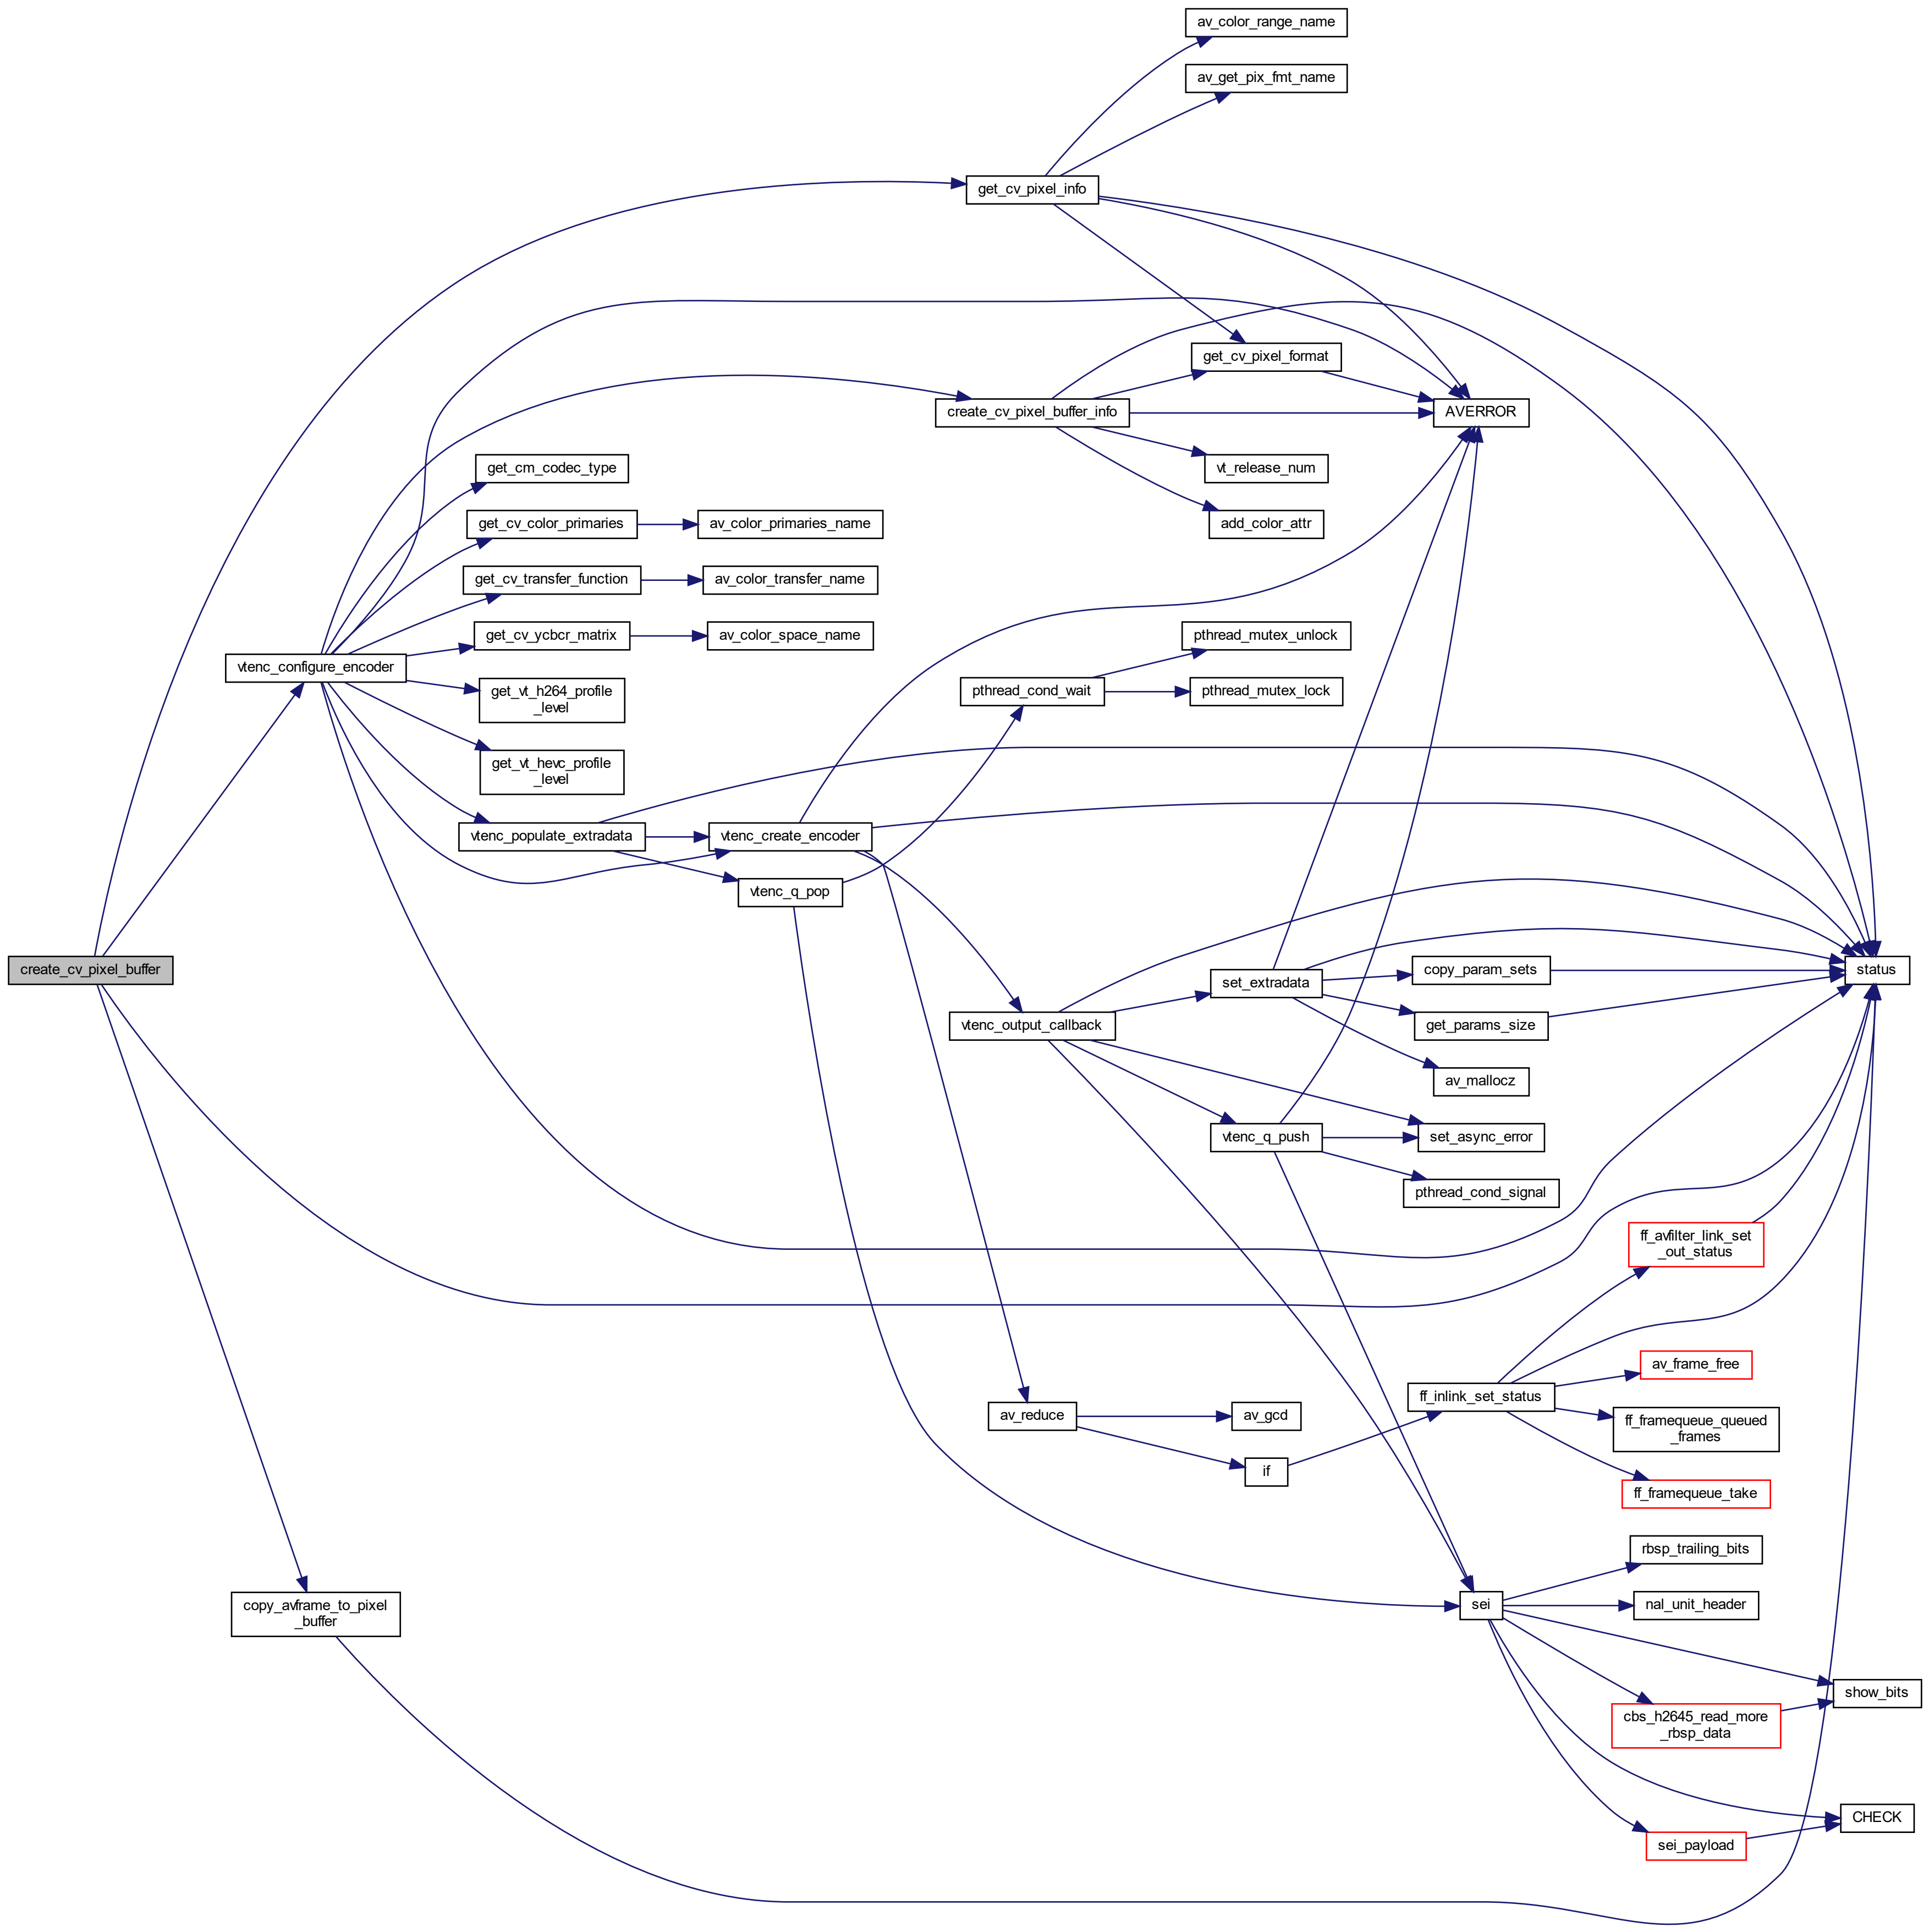 av_color_range_name
av_get_pix_fmt_name
get_cv_pixel_info
get_cv_pixel_format
create_cv_pixel_buffer_info
AVERROR
vt_release_num
get_cm_codec_type
add_color_attr
get_cv_color_primaries
av_color_primaries_name
get_cv_transfer_function
av_color_transfer_name
get_cv_ycbcr_matrix
av_color_space_name
pthread_mutex_unlock
vtenc_configure_encoder
get_vt_h264_profile
_level
pthread_cond_wait
pthread_mutex_lock
get_vt_hevc_profile
_level
vtenc_populate_extradata
vtenc_create_encoder
vtenc_q_pop
create_cv_pixel_buffer
set_extradata
copy_param_sets
status
vtenc_output_callback
get_params_size
av_mallocz
vtenc_q_push
set_async_error
pthread_cond_signal
ff_avfilter_link_set
_out_status
av_frame_free
ff_inlink_set_status
av_reduce
av_gcd
ff_framequeue_queued
_frames
if
ff_framequeue_take
rbsp_trailing_bits
copy_avframe_to_pixel
_buffer
sei
nal_unit_header
show_bits
cbs_h2645_read_more
_rbsp_data
CHECK
sei_payload